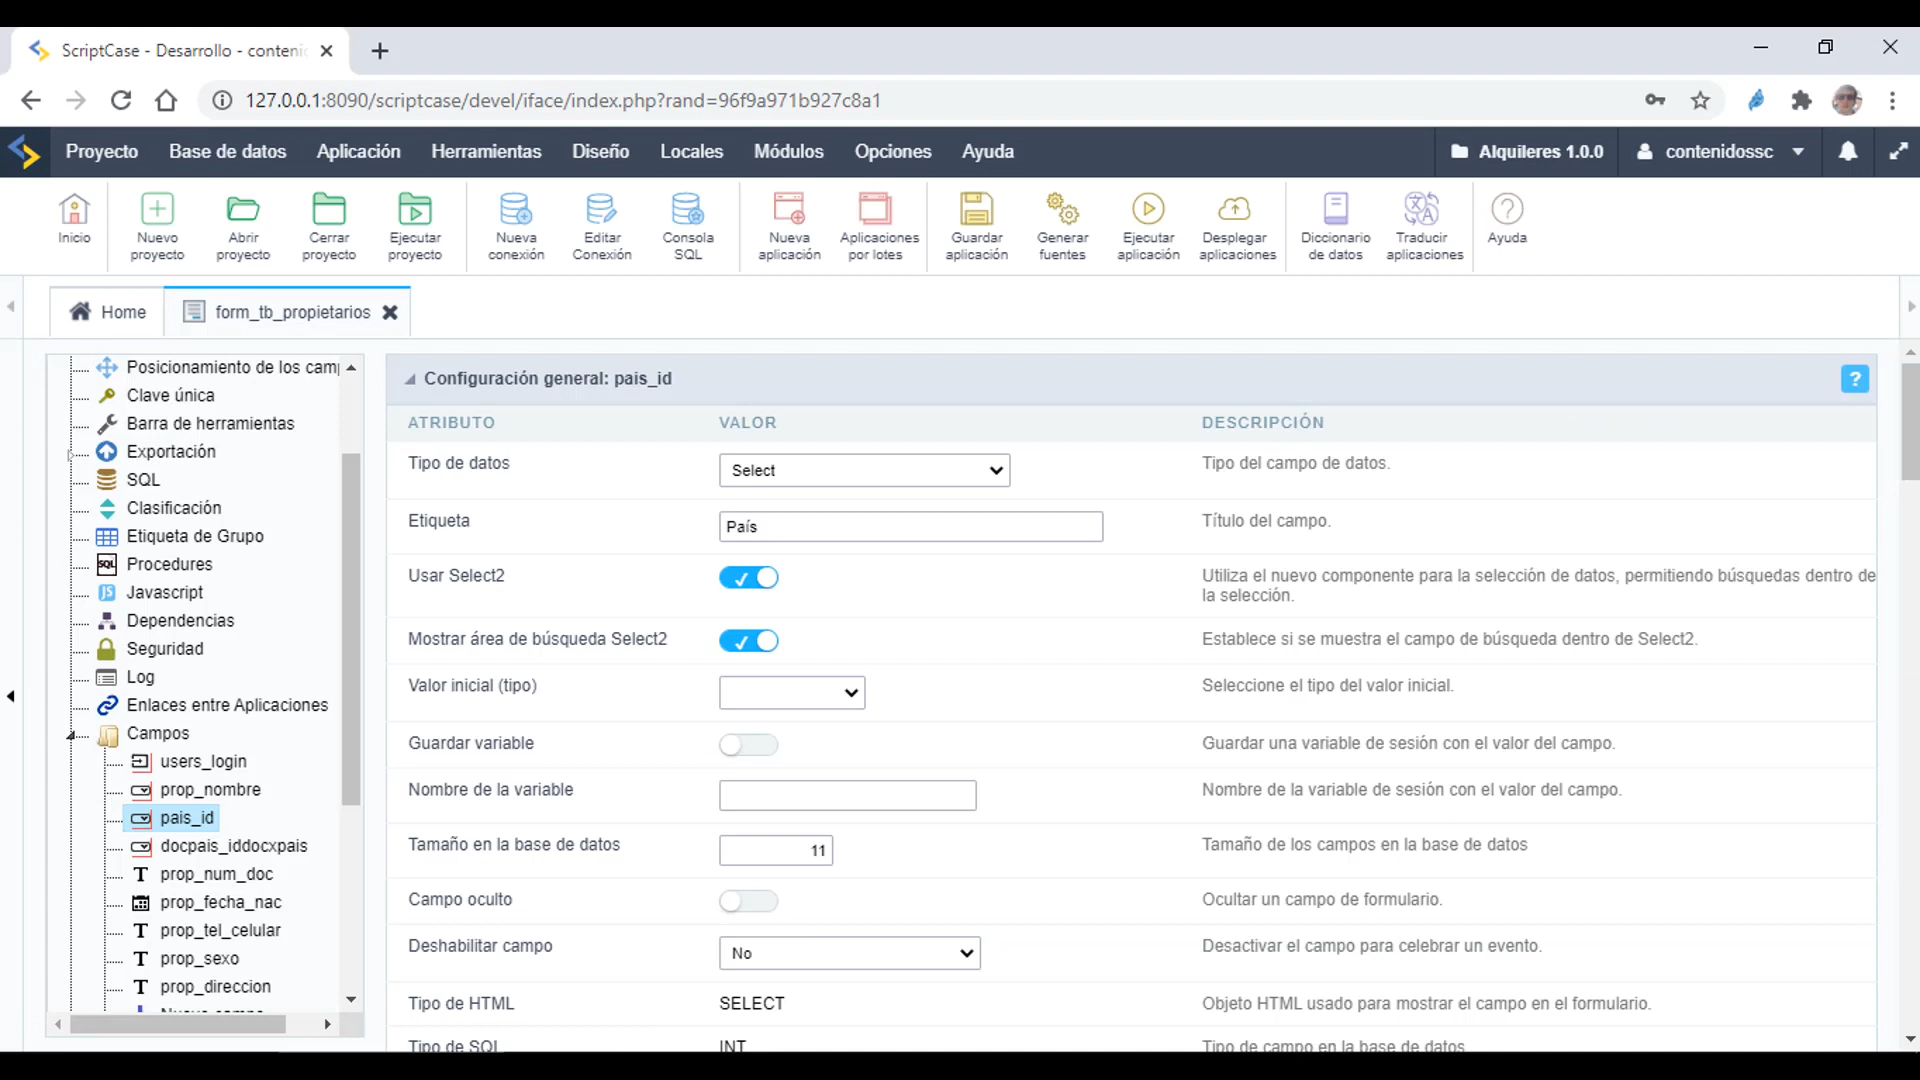 ScriptCase - Desarrollo - conteni
127.0.0.1:8090/scriptcase/devel/iface/index.php?rand=96f9a971b927c8a1
Proyecto Base de datos Aplicación Herramientas Diseño Locales Módulos Opciones Ayuda Alquileres 1.0.0 contenidossc
Inicio
Nuevo proyecto
Abrir proyecto
Cerrar proyecto
Ejecutar proyecto
Nueva conexión
Editar Conexión
Consola SQL
Nueva aplicación
Aplicaciones por lotes
Guardar aplicación
Generar fuentes
Ejecutar aplicación
Desplegar aplicaciones
Diccionario de datos
Traducir aplicaciones
Ayuda
Home form_tb_propietarios
Posicionamiento de los cam
Clave única
Barra de herramientas
Exportación
SQL
Clasificación
Etiqueta de Grupo
SQL Procedures
JS Javascript
Dependencias
Seguridad
Log
Enlaces entre Aplicaciones
Campos
users_login
prop_nombre
pais_id
docpais_iddocxpais
T prop_num_doc
prop_fecha_nac
T prop_tel_celular
T prop_sexo
T prop_direccion
Configuración general: pais_id ?
ATRIBUTO VALOR DESCRIPCIÓN
Tipo de datos Select Tipo del campo de datos.
Etiqueta País Título del campo.
Usar Select2 Utiliza el nuevo componente para la selección de datos, permitiendo búsquedas dentro de
la selección.
Mostrar área de búsqueda Select2 Establece si se muestra el campo de búsqueda dentro de Select2.
Valor inicial (tipo) Seleccione el tipo del valor inicial.
Guardar variable Guardar una variable de sesión con el valor del campo.
Nombre de la variable Nombre de la variable de sesión con el valor del campo.
Tamaño en la base de datos 11 Tamaño de los campos en la base de datos
Campo oculto Ocultar un campo de formulario.
Deshabilitar campo No Desactivar el campo para celebrar un evento.
Tipo de HTML SELECT Objeto HTML usado para mostrar el campo en el formulario.
Tipo de SQL INT Tipo de campo en la base de datos